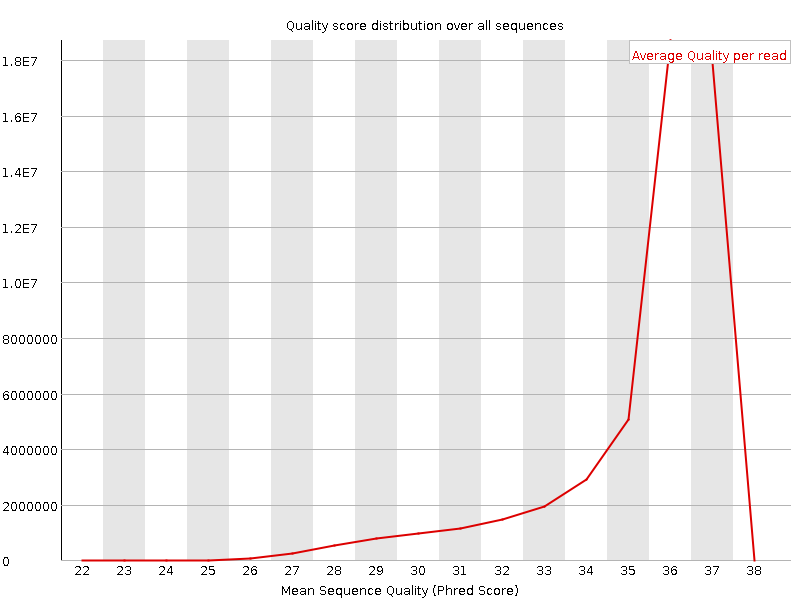 Quality score distribution over all sequences
Average Quality per read
1.8E7
1.6E7
1.4E7
1.2E7
1.0E7
8000000
6000000
4000000
2000000
0
22 23 24 25 26 27 28 29 30 31 32 33 34 35 36 37 38
Mean Sequence Quality (Phred Score)